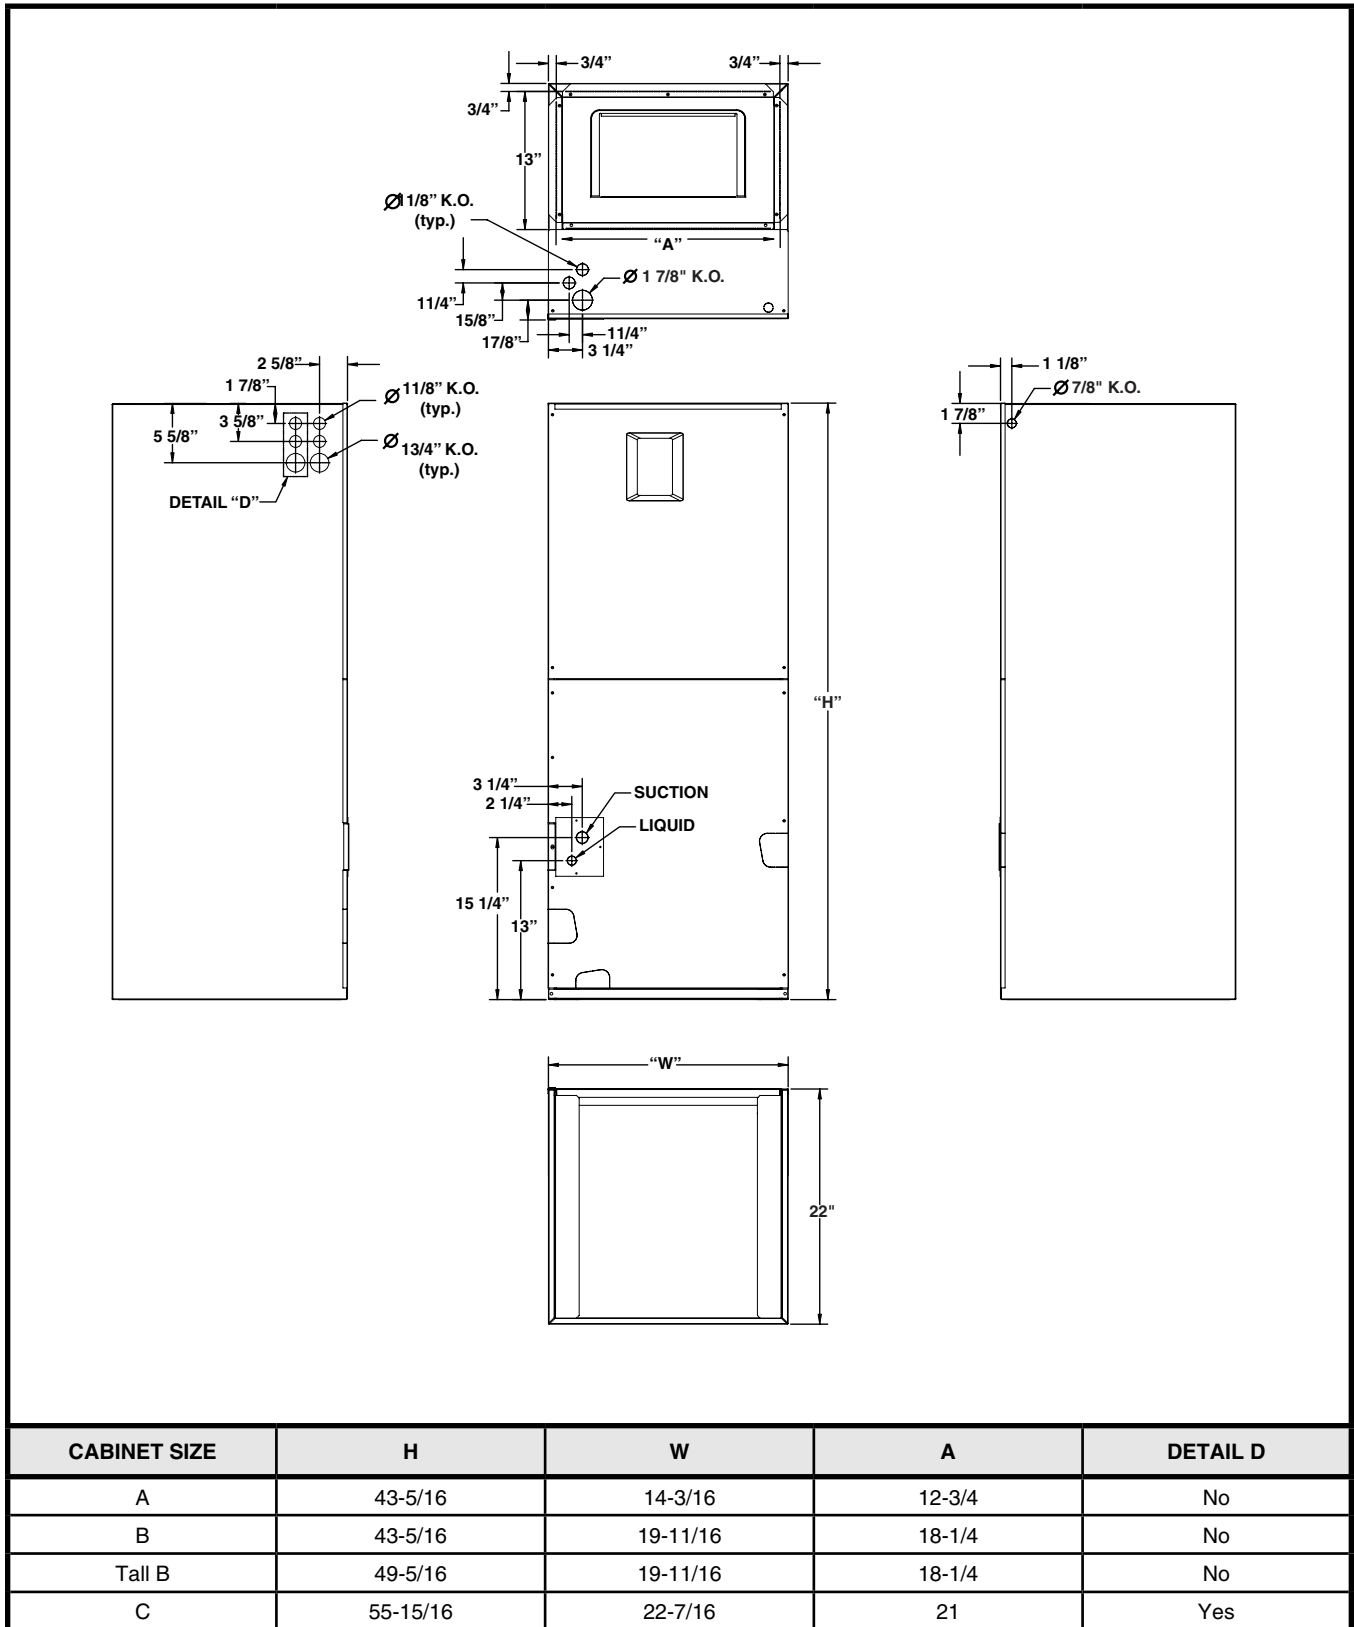 3/4” 3/4”
3/4”
13”
Ø11/8” K.O.
(typ.)
“A”
Ø 1 7/8" K.O.
11/4”
15/8”
17/8”
11/4”
3 1/4”
2 5/8”
1 7/8”
3 5/8”
5 5/8”
Ø 11/8” K.O.
(typ.)
Ø 13/4” K.O.
(typ.)
DETAIL “D”
1 1/8”
Ø 7/8" K.O.
1 7/8”
“H”
3 1/4”
2 1/4”
SUCTION
LIQUID
15 1/4”
13”
“W”
22"
CABINET SIZE H W A DETAIL D
A 43-5/16 14-3/16 12-3/4 No
B 43-5/16 19-11/16 18-1/4 No
Tall B 49-5/16 19-11/16 18-1/4 No
C 55-15/16 22-7/16 21 Yes